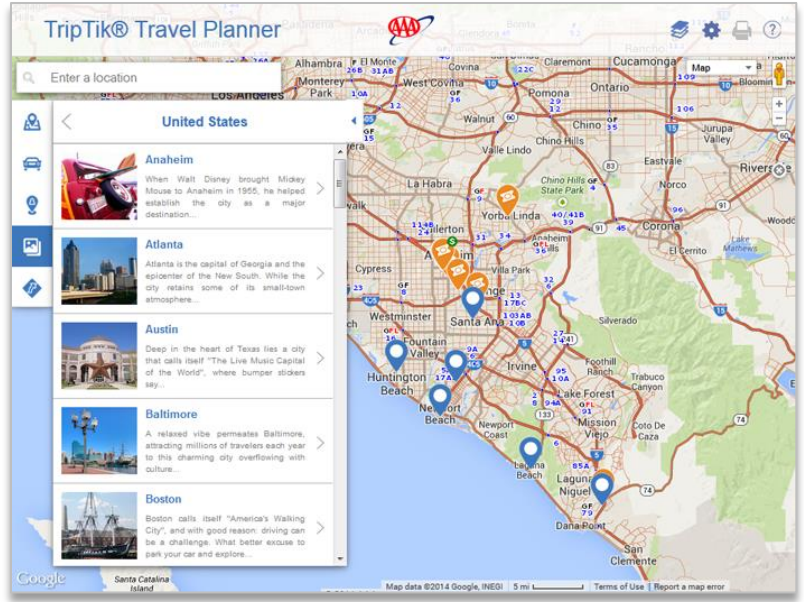 TripTik® Travel Planner
AAA
Enter a location
Map
United States
Anaheim
When Walt Disney brought Mickey
Mouse to Anaheim in 1955, he helped
establish the city as a major
destination...
Atlanta
Atlanta is the capital of Georgia and the
epicenter of the New South. While the
city retains some of its small-town
atmosphere...
Austin
Deep in the heart of Texas lies a city
that calls itself "The Live Music Capital
of the World", where bumper stickers
say...
Baltimore
A relaxed vibe permeates Baltimore,
attracting millions of travelers each year
to this charming city overflowing with
culture...
Boston
Boston calls itself "America's Walking
City", and with good reason: driving can
be a challenge. What better excuse to
park your car and explore...
Alhambra
El Monte
Covina
Claremont
Cucamonga
Monterey
Park
West Covina
Pomona
Ontario
Los Angeles
Walnut
Chino
Jurupa
Valley
Valle Lindo
Chino Hills
Eastvale
La Habra
Chino Hills
State Park
Norco
Yorba Linda
Corona
El Cerrito
Lake
Mathews
Cypress
Villa Park
Westminster
Santa Ana
Silverado
Fountain
Valley
Irvine
Foothill
Ranch
Huntington
Beach
Trabuco
Canyon
Lake Forest
Newport
Beach
Newport
Coast
Mission
Viejo
Coto De
Caza
Laguna
Beach
Laguna
Niguel
Dana Point
San
Clemente
Santa Catalina
Island
Google
Map data ©2014 Google, INEGI
5 mi
Terms of Use
Report a map error